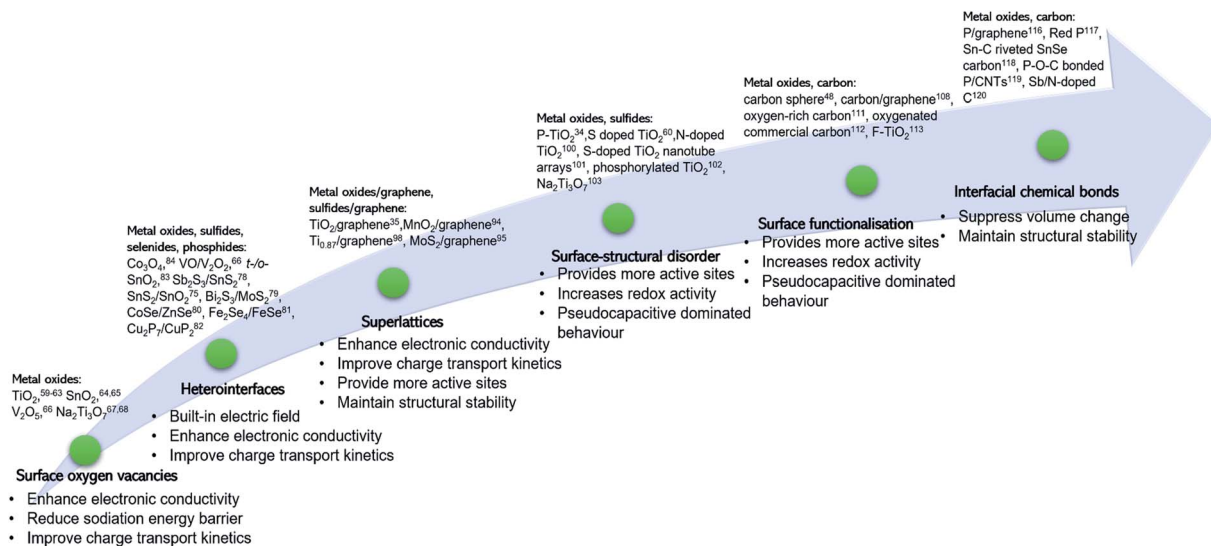 Metal oxides:
TiO₂,⁵⁹⁻⁶³ SnO₂,⁶⁴,⁶⁵
V₂O₅,⁶⁶ Na₂Ti₃O₇⁶⁷,⁶⁸
Surface oxygen vacancies
• Enhance electronic conductivity
• Reduce sodiation energy barrier
• Improve charge transport kinetics
Metal oxides, sulfides,
selenides, phosphides:
Co₃O₄,⁸⁴ VO/V₂O₂,⁶⁶ t-/o-
SnO₂,⁸³ Sb₂S₃/SnS₂⁷⁸,
SnS₂/SnO₂⁷⁵, Bi₂S₃/MoS₂⁷⁹,
CoSe/ZnSe⁸⁰, Fe₂Se₄/FeSe⁸¹,
Cu₂P₇/CuP₂⁸²
Heterointerfaces
• Built-in electric field
• Enhance electronic conductivity
• Improve charge transport kinetics
Metal oxides/graphene,
sulfides/graphene:
TiO₂/graphene³⁵,MnO₂/graphene⁹⁴,
Ti₀.₈₇/graphene⁹⁸, MoS₂/graphene⁹⁵
Superlattices
• Enhance electronic conductivity
• Improve charge transport kinetics
• Provide more active sites
• Maintain structural stability
Metal oxides, sulfides:
P-TiO₂³⁴,S doped TiO₂⁶⁰,N-doped
TiO₂¹⁰⁰, S-doped TiO₂ nanotube
arrays¹⁰¹, phosphorylated TiO₂¹⁰²,
Na₂Ti₃O₇¹⁰³
Surface-structural disorder
• Provides more active sites
• Increases redox activity
• Pseudocapacitive dominated
behaviour
Metal oxides, carbon:
carbon sphere⁴⁸, carbon/graphene¹⁰⁸,
oxygen-rich carbon¹¹¹, oxygenated
commercial carbon¹¹², F-TiO₂¹¹³
Surface functionalisation
• Provides more active sites
• Increases redox activity
• Pseudocapacitive dominated
behaviour
Metal oxides, carbon:
P/graphene¹¹⁶, Red P¹¹⁷,
Sn-C riveted SnSe
carbon¹¹⁸, P-O-C bonded
P/CNTs¹¹⁹, Sb/N-doped
C¹²⁰
Interfacial chemical bonds
• Suppress volume change
• Maintain structural stability